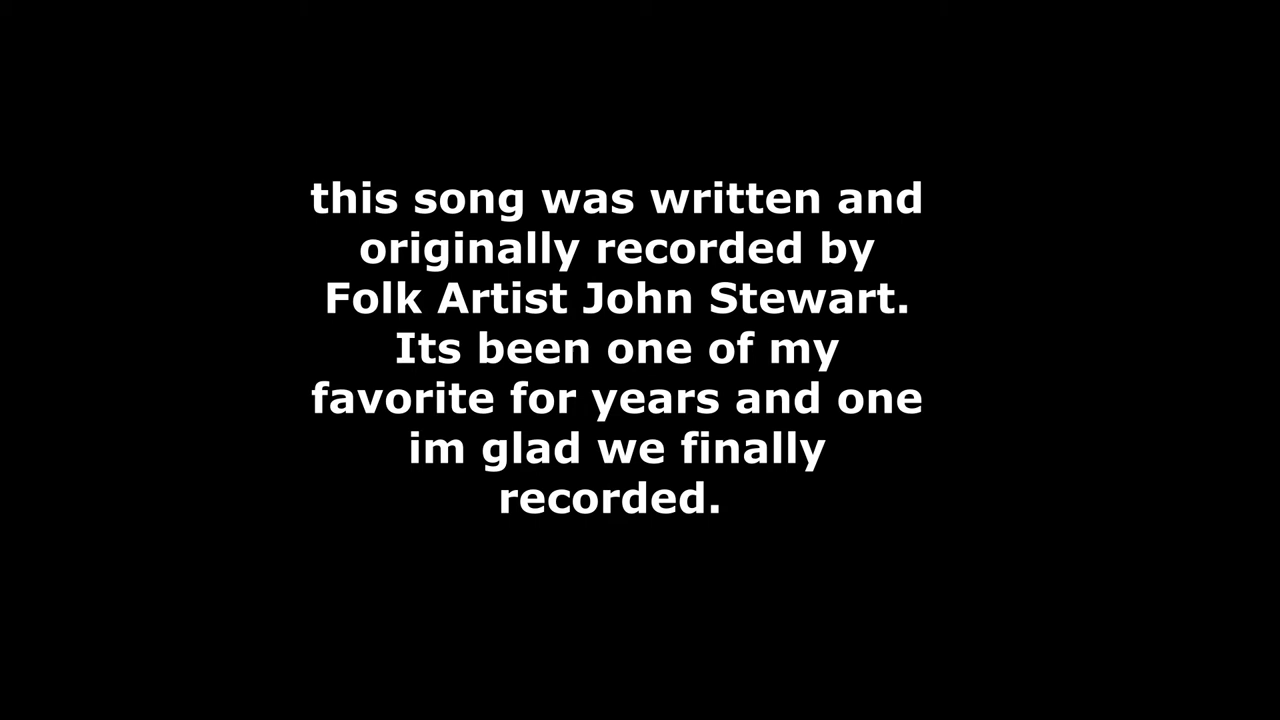 this song was written and
originally recorded by
Folk Artist John Stewart.
Its been one of my
favorite for years and one
im glad we finally
recorded.